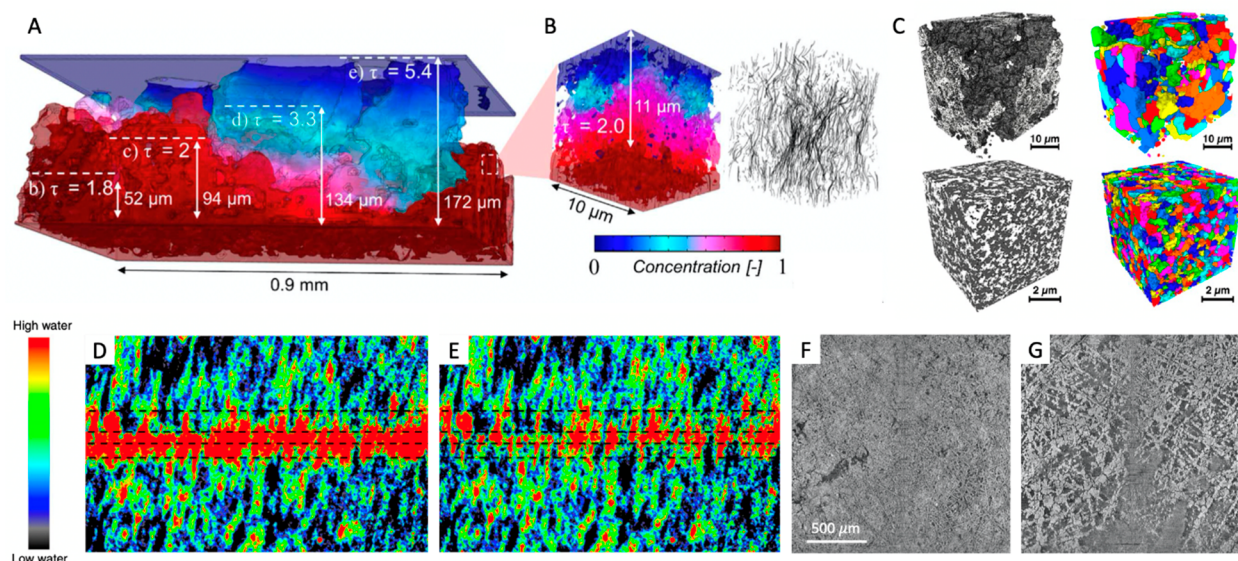 A
e) τ = 5.4
d) τ = 3.3
c) τ = 2
b) τ = 1.8
52 μm
94 μm
134 μm
172 μm
0.9 mm
B
11 μm
τ = 2.0
10 μm
0
Concentration [-]
1
C
10 μm
10 μm
2 μm
2 μm
High water
Low water
D
E
F
500 μm
G